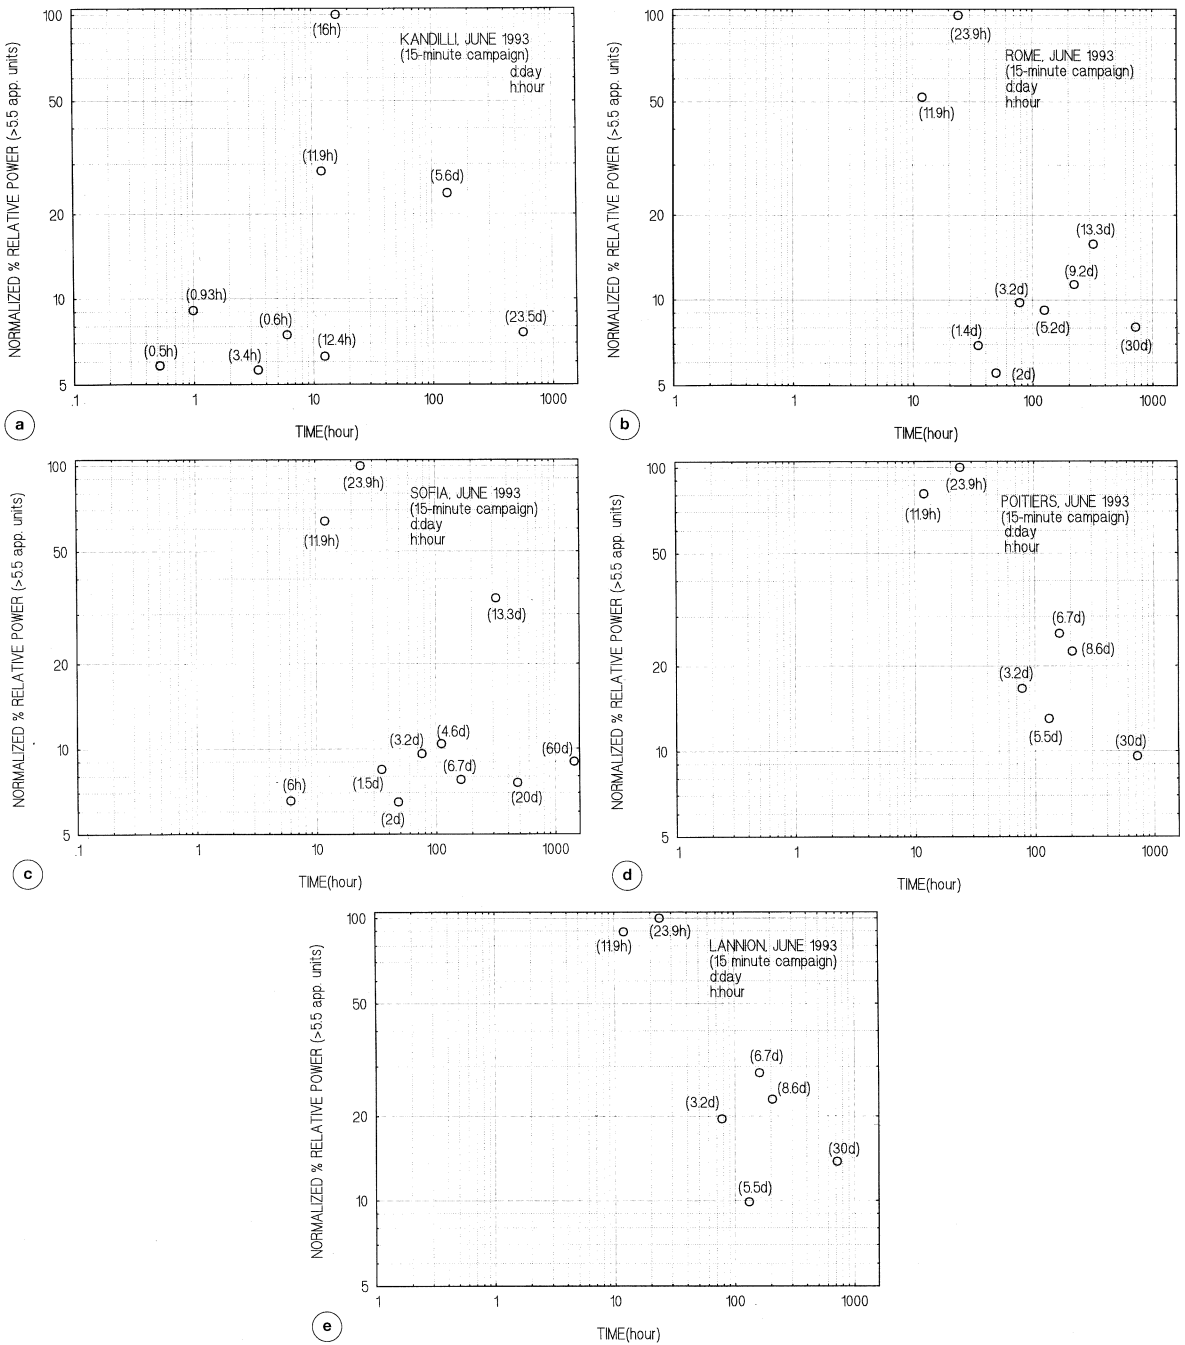 NORMALIZED % RELATIVE POWER (>5.5 app. units)
100
50
20
10
5
(16h)
KANDILLI, JUNE 1993
(15-minute campaign)
d:day
h:hour
(11.9h)
(5.6d)
(0.93h)
(0.6h)
(23.5d)
(0.5h)
(3.4h)
(12.4h)
.1
1
10
100
1000
TIME(hour)
a
NORMALIZED % RELATIVE POWER (>5.5 app. units)
100
50
20
10
5
(23.9h)
ROME, JUNE 1993
(15-minute campaign)
d:day
h:hour
(11.9h)
(13.3d)
(9.2d)
(3.2d)
(1.4d)
(5.2d)
(30d)
(2d)
1
1
10
100
1000
TIME(hour)
b
NORMALIZED % RELATIVE POWER (>5.5 app. units)
100
50
20
10
5
(23.9h)
SOFIA, JUNE 1993
(15-minute campaign)
d:day
h:hour
(11.9h)
(13.3d)
(4.6d)
(3.2d)
(60d)
(6.7d)
(6h)
(1.5d)
(20d)
(2d)
.1
1
10
100
1000
TIME(hour)
c
NORMALIZED % RELATIVE POWER (>5.5 app. units)
100
50
20
10
5
(23.9h)
POITIERS, JUNE 1993
(15-minute campaign)
d:day
h:hour
(11.9h)
(6.7d)
(8.6d)
(3.2d)
(5.5d)
(30d)
1
1
10
100
1000
TIME(hour)
d
NORMALIZED % RELATIVE POWER (>5.5 app. units)
100
50
20
10
5
(11.9h)
(23.9h)
LANNION, JUNE 1993
(15 minute campaign)
d:day
h:hour
(6.7d)
(8.6d)
(3.2d)
(30d)
(5.5d)
1
1
10
100
1000
TIME(hour)
e